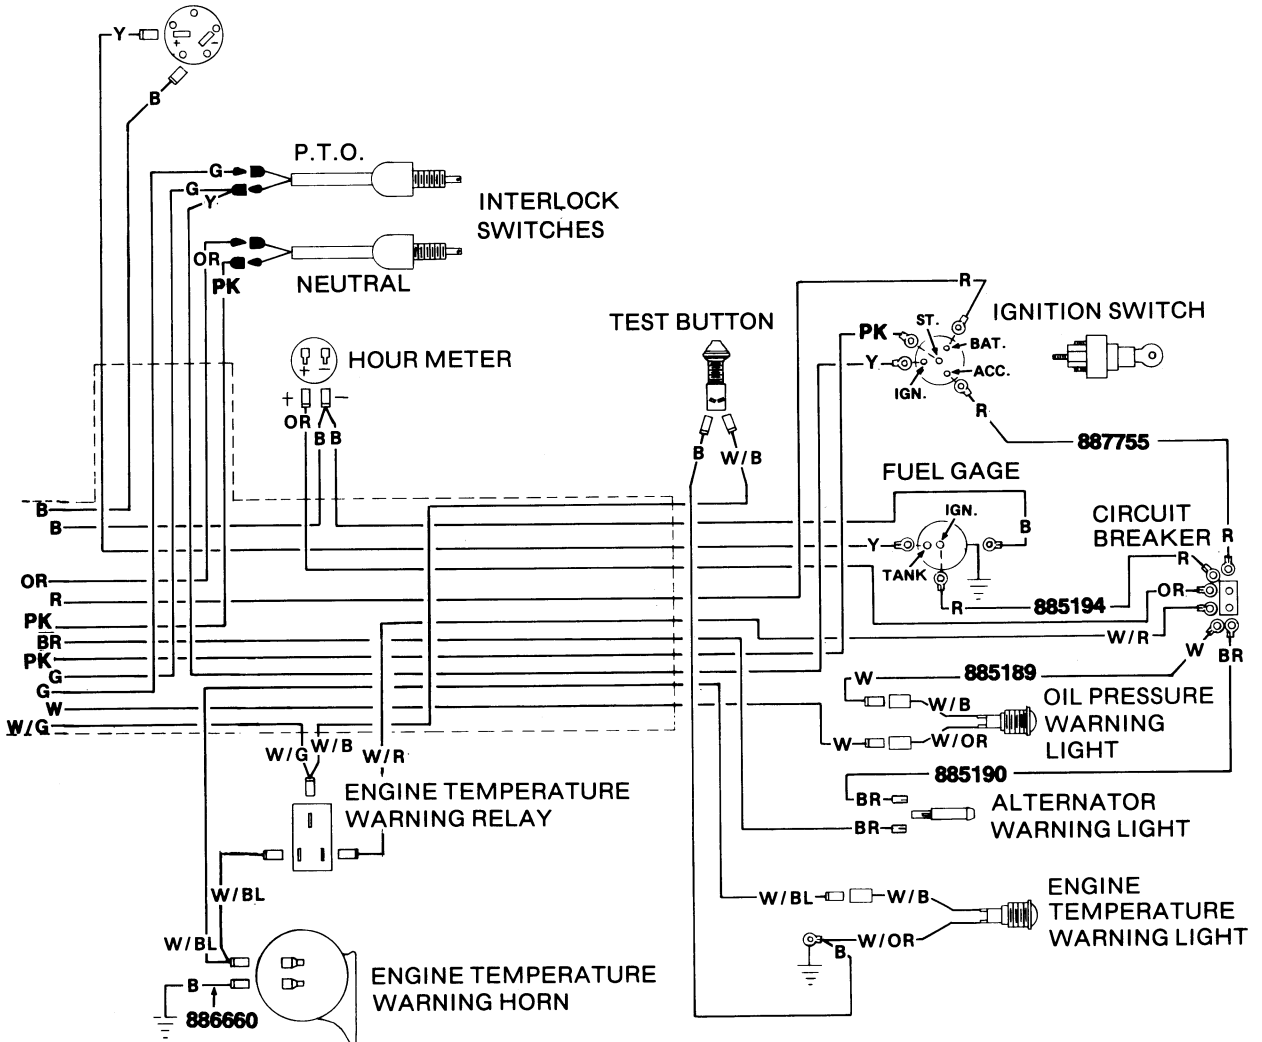 Y
+ -
B
P.T.O.
G
G
Y
INTERLOCK
SWITCHES
OR
PK
NEUTRAL
TEST BUTTON
R
IGNITION SWITCH
PK
ST.
BAT.
Y
ACC.
IGN.
R
HOUR METER
+ -
+ -
OR
B B
B
W/B
887755
FUEL GAGE
IGN.
B
Y
TANK
R
885194
CIRCUIT
BREAKER
R
R
OR
W/R
W
BR
B
B
OR
R
PK
BR
PK
G
G
W
W/G
W
885189
W/B
OIL PRESSURE
WARNING
LIGHT
W
W/OR
885190
W/G
W/B
W/R
ENGINE TEMPERATURE
WARNING RELAY
BR
BR
ALTERNATOR
WARNING LIGHT
W/BL
W/BL
W/BL
W/B
ENGINE
TEMPERATURE
WARNING LIGHT
W/OR
B
B
886660
ENGINE TEMPERATURE
WARNING HORN